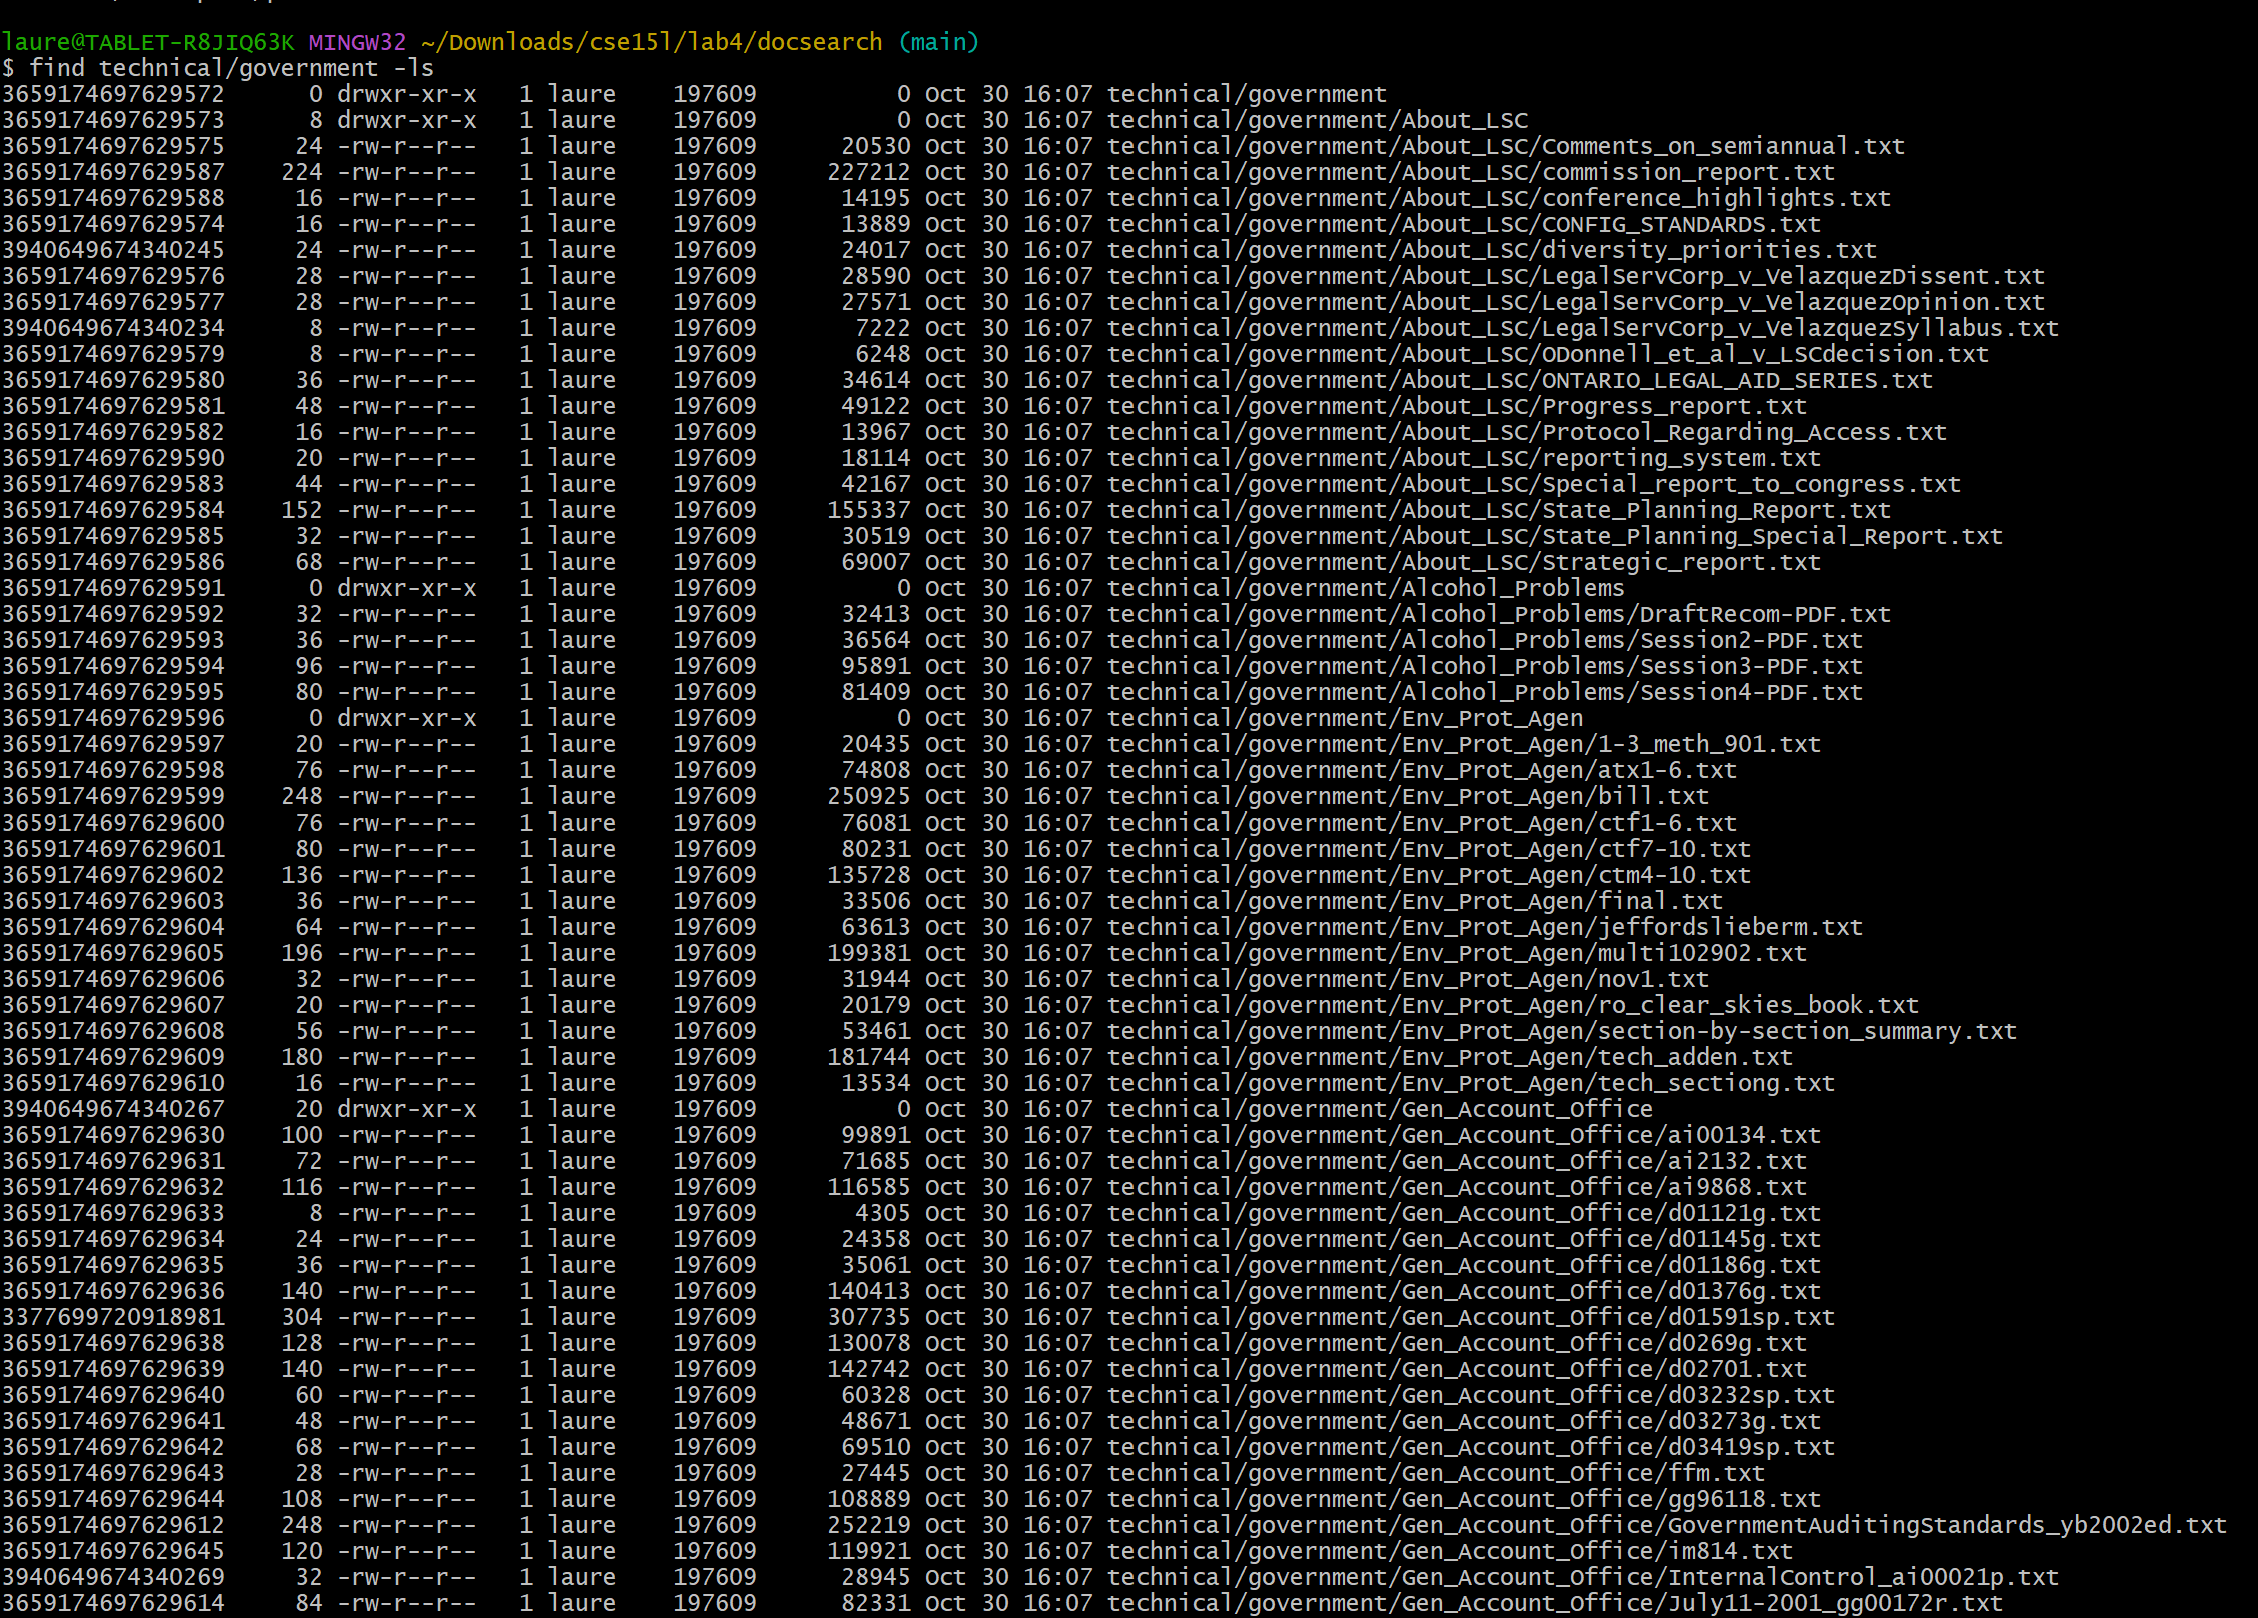 laure@TABLET-R8JIQ63K MINGW32 ~/Downloads/cse15l/lab4/docsearch (main)
$ find technical/government -ls
3659174697629572      0 drwxr-xr-x   1 laure    197609          0 Oct 30 16:07 technical/government
3659174697629573      8 drwxr-xr-x   1 laure    197609          0 Oct 30 16:07 technical/government/About_LSC
3659174697629575     24 -rw-r--r--   1 laure    197609      20530 Oct 30 16:07 technical/government/About_LSC/Comments_on_semiannual.txt
3659174697629587    224 -rw-r--r--   1 laure    197609     227212 Oct 30 16:07 technical/government/About_LSC/commission_report.txt
3659174697629588     16 -rw-r--r--   1 laure    197609      14195 Oct 30 16:07 technical/government/About_LSC/conference_highlights.txt
3659174697629574     16 -rw-r--r--   1 laure    197609      13889 Oct 30 16:07 technical/government/About_LSC/CONFIG_STANDARDS.txt
3940649674340245     24 -rw-r--r--   1 laure    197609      24017 Oct 30 16:07 technical/government/About_LSC/diversity_priorities.txt
3659174697629576     28 -rw-r--r--   1 laure    197609      28590 Oct 30 16:07 technical/government/About_LSC/LegalServCorp_v_VelazquezDissent.txt
3659174697629577     28 -rw-r--r--   1 laure    197609      27571 Oct 30 16:07 technical/government/About_LSC/LegalServCorp_v_VelazquezOpinion.txt
3940649674340234      8 -rw-r--r--   1 laure    197609       7222 Oct 30 16:07 technical/government/About_LSC/LegalServCorp_v_VelazquezSyllabus.txt
3659174697629579      8 -rw-r--r--   1 laure    197609       6248 Oct 30 16:07 technical/government/About_LSC/ODonnell_et_al_v_LSCdecision.txt
3659174697629580     36 -rw-r--r--   1 laure    197609      34614 Oct 30 16:07 technical/government/About_LSC/ONTARIO_LEGAL_AID_SERIES.txt
3659174697629581     48 -rw-r--r--   1 laure    197609      49122 Oct 30 16:07 technical/government/About_LSC/Progress_report.txt
3659174697629582     16 -rw-r--r--   1 laure    197609      13967 Oct 30 16:07 technical/government/About_LSC/Protocol_Regarding_Access.txt
3659174697629590     20 -rw-r--r--   1 laure    197609      18114 Oct 30 16:07 technical/government/About_LSC/reporting_system.txt
3659174697629583     44 -rw-r--r--   1 laure    197609      42167 Oct 30 16:07 technical/government/About_LSC/Special_report_to_congress.txt
3659174697629584    152 -rw-r--r--   1 laure    197609     155337 Oct 30 16:07 technical/government/About_LSC/State_Planning_Report.txt
3659174697629585     32 -rw-r--r--   1 laure    197609      30519 Oct 30 16:07 technical/government/About_LSC/State_Planning_Special_Report.txt
3659174697629586     68 -rw-r--r--   1 laure    197609      69007 Oct 30 16:07 technical/government/About_LSC/Strategic_report.txt
3659174697629591      0 drwxr-xr-x   1 laure    197609          0 Oct 30 16:07 technical/government/Alcohol_Problems
3659174697629592     32 -rw-r--r--   1 laure    197609      32413 Oct 30 16:07 technical/government/Alcohol_Problems/DraftRecom-PDF.txt
3659174697629593     36 -rw-r--r--   1 laure    197609      36564 Oct 30 16:07 technical/government/Alcohol_Problems/Session2-PDF.txt
3659174697629594     96 -rw-r--r--   1 laure    197609      95891 Oct 30 16:07 technical/government/Alcohol_Problems/Session3-PDF.txt
3659174697629595     80 -rw-r--r--   1 laure    197609      81409 Oct 30 16:07 technical/government/Alcohol_Problems/Session4-PDF.txt
3659174697629596      0 drwxr-xr-x   1 laure    197609          0 Oct 30 16:07 technical/government/Env_Prot_Agen
3659174697629597     20 -rw-r--r--   1 laure    197609      20435 Oct 30 16:07 technical/government/Env_Prot_Agen/1-3_meth_901.txt
3659174697629598     76 -rw-r--r--   1 laure    197609      74808 Oct 30 16:07 technical/government/Env_Prot_Agen/atx1-6.txt
3659174697629599    248 -rw-r--r--   1 laure    197609     250925 Oct 30 16:07 technical/government/Env_Prot_Agen/bill.txt
3659174697629600     76 -rw-r--r--   1 laure    197609      76081 Oct 30 16:07 technical/government/Env_Prot_Agen/ctf1-6.txt
3659174697629601     80 -rw-r--r--   1 laure    197609      80231 Oct 30 16:07 technical/government/Env_Prot_Agen/ctf7-10.txt
3659174697629602    136 -rw-r--r--   1 laure    197609     135728 Oct 30 16:07 technical/government/Env_Prot_Agen/ctm4-10.txt
3659174697629603     36 -rw-r--r--   1 laure    197609      33506 Oct 30 16:07 technical/government/Env_Prot_Agen/final.txt
3659174697629604     64 -rw-r--r--   1 laure    197609      63613 Oct 30 16:07 technical/government/Env_Prot_Agen/jeffordslieberm.txt
3659174697629605    196 -rw-r--r--   1 laure    197609     199381 Oct 30 16:07 technical/government/Env_Prot_Agen/multi102902.txt
3659174697629606     32 -rw-r--r--   1 laure    197609      31944 Oct 30 16:07 technical/government/Env_Prot_Agen/nov1.txt
3659174697629607     20 -rw-r--r--   1 laure    197609      20179 Oct 30 16:07 technical/government/Env_Prot_Agen/ro_clear_skies_book.txt
3659174697629608     56 -rw-r--r--   1 laure    197609      53461 Oct 30 16:07 technical/government/Env_Prot_Agen/section-by-section_summary.txt
3659174697629609    180 -rw-r--r--   1 laure    197609     181744 Oct 30 16:07 technical/government/Env_Prot_Agen/tech_adden.txt
3659174697629610     16 -rw-r--r--   1 laure    197609      13534 Oct 30 16:07 technical/government/Env_Prot_Agen/tech_sectiong.txt
3940649674340267     20 drwxr-xr-x   1 laure    197609          0 Oct 30 16:07 technical/government/Gen_Account_Office
3659174697629630    100 -rw-r--r--   1 laure    197609      99891 Oct 30 16:07 technical/government/Gen_Account_Office/ai00134.txt
3659174697629631     72 -rw-r--r--   1 laure    197609      71685 Oct 30 16:07 technical/government/Gen_Account_Office/ai2132.txt
3659174697629632    116 -rw-r--r--   1 laure    197609     116585 Oct 30 16:07 technical/government/Gen_Account_Office/ai9868.txt
3659174697629633      8 -rw-r--r--   1 laure    197609       4305 Oct 30 16:07 technical/government/Gen_Account_Office/d01121g.txt
3659174697629634     24 -rw-r--r--   1 laure    197609      24358 Oct 30 16:07 technical/government/Gen_Account_Office/d01145g.txt
3659174697629635     36 -rw-r--r--   1 laure    197609      35061 Oct 30 16:07 technical/government/Gen_Account_Office/d01186g.txt
3659174697629636    140 -rw-r--r--   1 laure    197609     140413 Oct 30 16:07 technical/government/Gen_Account_Office/d01376g.txt
3377699720918981    304 -rw-r--r--   1 laure    197609     307735 Oct 30 16:07 technical/government/Gen_Account_Office/d01591sp.txt
3659174697629638    128 -rw-r--r--   1 laure    197609     130078 Oct 30 16:07 technical/government/Gen_Account_Office/d0269g.txt
3659174697629639    140 -rw-r--r--   1 laure    197609     142742 Oct 30 16:07 technical/government/Gen_Account_Office/d02701.txt
3659174697629640     60 -rw-r--r--   1 laure    197609      60328 Oct 30 16:07 technical/government/Gen_Account_Office/d03232sp.txt
3659174697629641     48 -rw-r--r--   1 laure    197609      48671 Oct 30 16:07 technical/government/Gen_Account_Office/d03273g.txt
3659174697629642     68 -rw-r--r--   1 laure    197609      69510 Oct 30 16:07 technical/government/Gen_Account_Office/d03419sp.txt
3659174697629643     28 -rw-r--r--   1 laure    197609      27445 Oct 30 16:07 technical/government/Gen_Account_Office/ffm.txt
3659174697629644    108 -rw-r--r--   1 laure    197609     108889 Oct 30 16:07 technical/government/Gen_Account_Office/gg96118.txt
3659174697629612    248 -rw-r--r--   1 laure    197609     252219 Oct 30 16:07 technical/government/Gen_Account_Office/GovernmentAuditingStandards_yb2002ed.txt
3659174697629645    120 -rw-r--r--   1 laure    197609     119921 Oct 30 16:07 technical/government/Gen_Account_Office/im814.txt
3940649674340269     32 -rw-r--r--   1 laure    197609      28945 Oct 30 16:07 technical/government/Gen_Account_Office/InternalControl_ai00021p.txt
3659174697629614     84 -rw-r--r--   1 laure    197609      82331 Oct 30 16:07 technical/government/Gen_Account_Office/July11-2001_gg00172r.txt